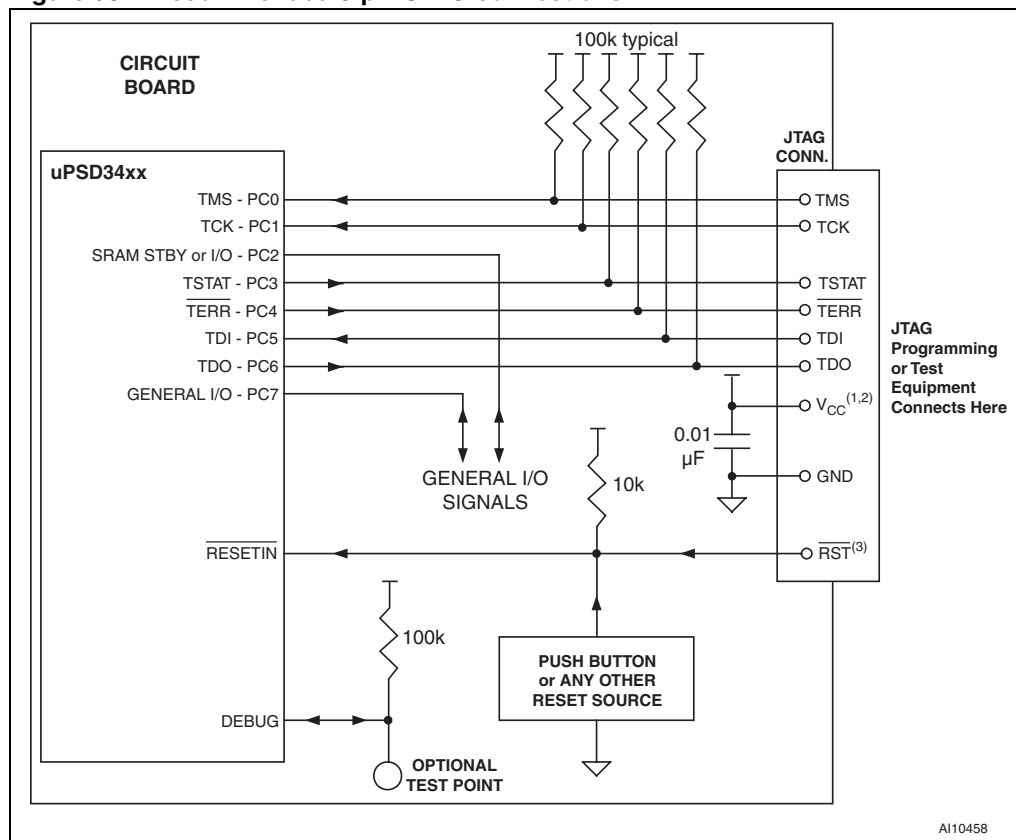 100k typical
CIRCUIT
BOARD
JTAG
CONN.
uPSD34xx
TMS - PC0
TMS
TCK - PC1
TCK
SRAM STBY or I/O - PC2
TSTAT - PC3
TSTAT
TERR - PC4
TERR
TDI - PC5
TDI
TDO - PC6
TDO
GENERAL I/O - PC7
VCC(1,2)
JTAG
Programming
or Test
Equipment
Connects Here
0.01
µF
GENERAL I/O
SIGNALS
10k
GND
RESETIN
RST(3)
100k
PUSH BUTTON
or ANY OTHER
RESET SOURCE
DEBUG
OPTIONAL
TEST POINT
AI10458